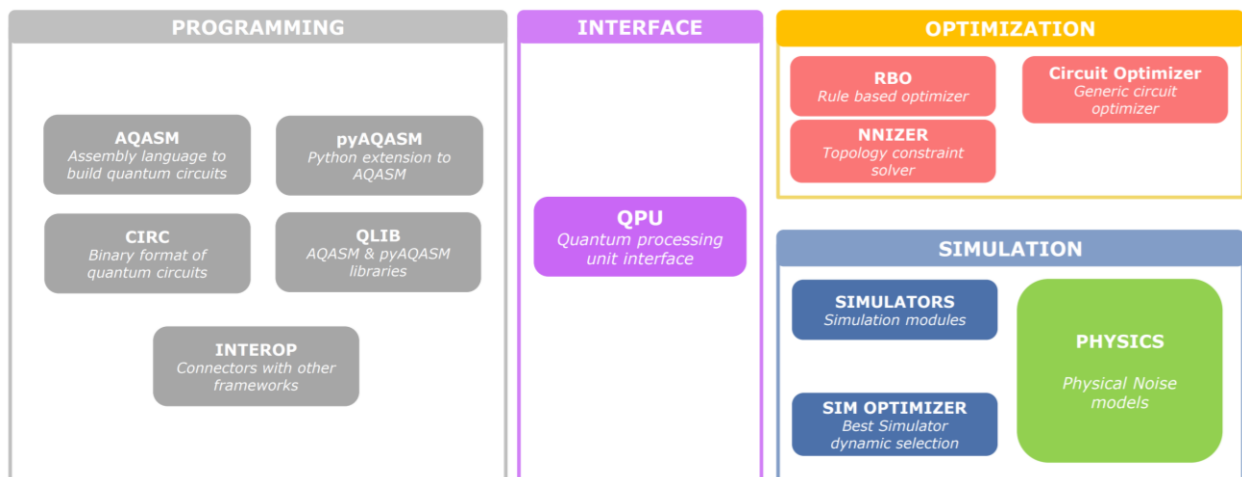 PROGRAMMING
AQASM
Assembly language to
build quantum circuits
pyAQASM
Python extension to
AQASM
CIRC
Binary format of
quantum circuits
QLIB
AQASM & pyAQASM
libraries
INTEROP
Connectors with other
frameworks
INTERFACE
QPU
Quantum processing
unit interface
OPTIMIZATION
RBO
Rule based optimizer
Circuit Optimizer
Generic circuit
optimizer
NNIZER
Topology constraint
solver
SIMULATION
SIMULATORS
Simulation modules
PHYSICS
Physical Noise
models
SIM OPTIMIZER
Best Simulator
dynamic selection